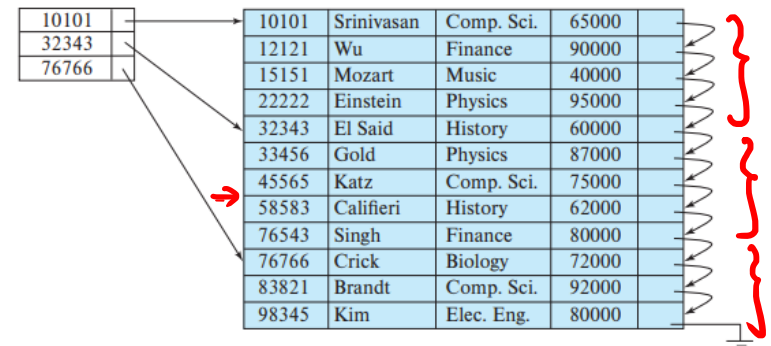 10101
32343
76766
10101 Srinivasan Comp. Sci. 65000
12121 Wu Finance 90000
15151 Mozart Music 40000
22222 Einstein Physics 95000
32343 El Said History 60000
33456 Gold Physics 87000
45565 Katz Comp. Sci. 75000
58583 Califieri History 62000
76543 Singh Finance 80000
76766 Crick Biology 72000
83821 Brandt Comp. Sci. 92000
98345 Kim Elec. Eng. 80000